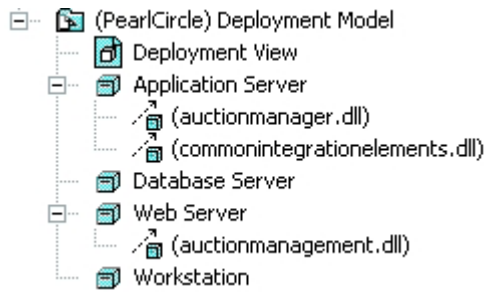 (PearlCircle) Deployment Model
Deployment View
Application Server
(auctionmanager.dll)
(commonintegrationelements.dll)
Database Server
Web Server
(auctionmanagement.dll)
Workstation